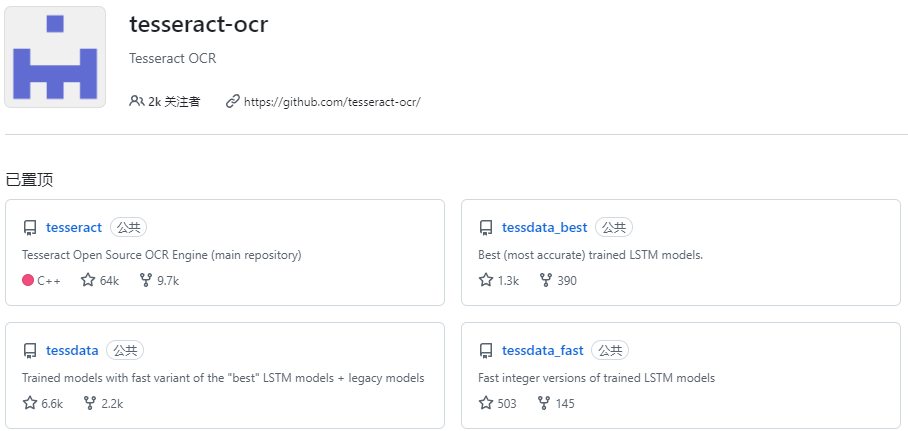 tesseract-ocr
Tesseract OCR
2k 关注者 https://github.com/tesseract-ocr/
已置顶
tesseract 公共
Tesseract Open Source OCR Engine (main repository)
C++ 64k 9.7k
tessdata_best 公共
Best (most accurate) trained LSTM models.
1.3k 390
tessdata 公共
Trained models with fast variant of the "best" LSTM models + legacy models
6.6k 2.2k
tessdata_fast 公共
Fast integer versions of trained LSTM models
503 145